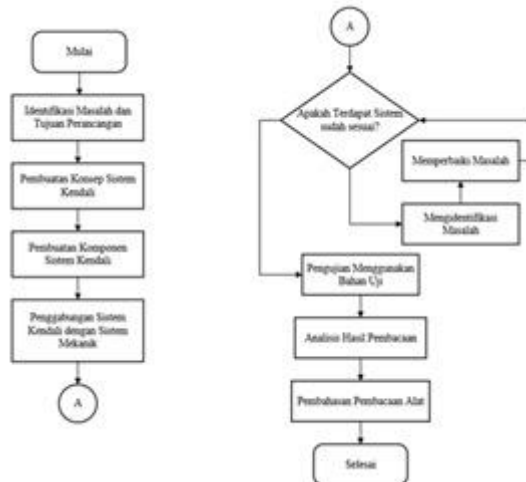 Mulai
Identifikasi Masalah dan
Tujuan Perancangan
Pembuatan Konsep Sistem
Kendali
Pembuatan Komponen
Sistem Kendali
Penggabungan Sistem
Kendali dengan Sistem
Mekanik
A
A
Apakah Terdapat Sistem
sudah sesuai?
Memperbaiki Masalah
Mengidentifikasi
Masalah
Pengujian Menggunakan
Bahan Uji
Analisis Hasil Pembacaan
Pembahasan Pembacaan Alat
Selesai